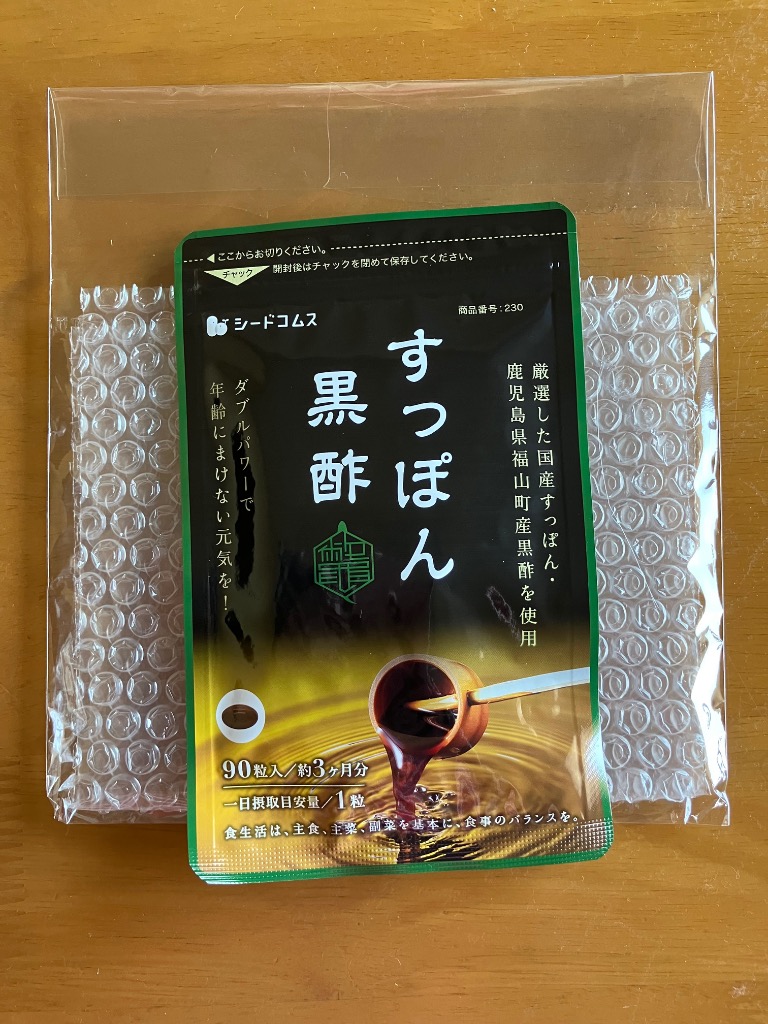 ここからお切りください。
チャック
開封後はチャックを閉めて保存してください。
シードコムス
商品番号：230
厳選した国産すっぽん・
鹿児島県福山町産黒酢を使用
すっぽん
黒酢
ダブルパワーで
年齢にまけない元気を！
90粒入／約3ヶ月分
一日摂取目安量／1粒
食生活は、主食、主菜、副菜を基本に、食事のバランスを。